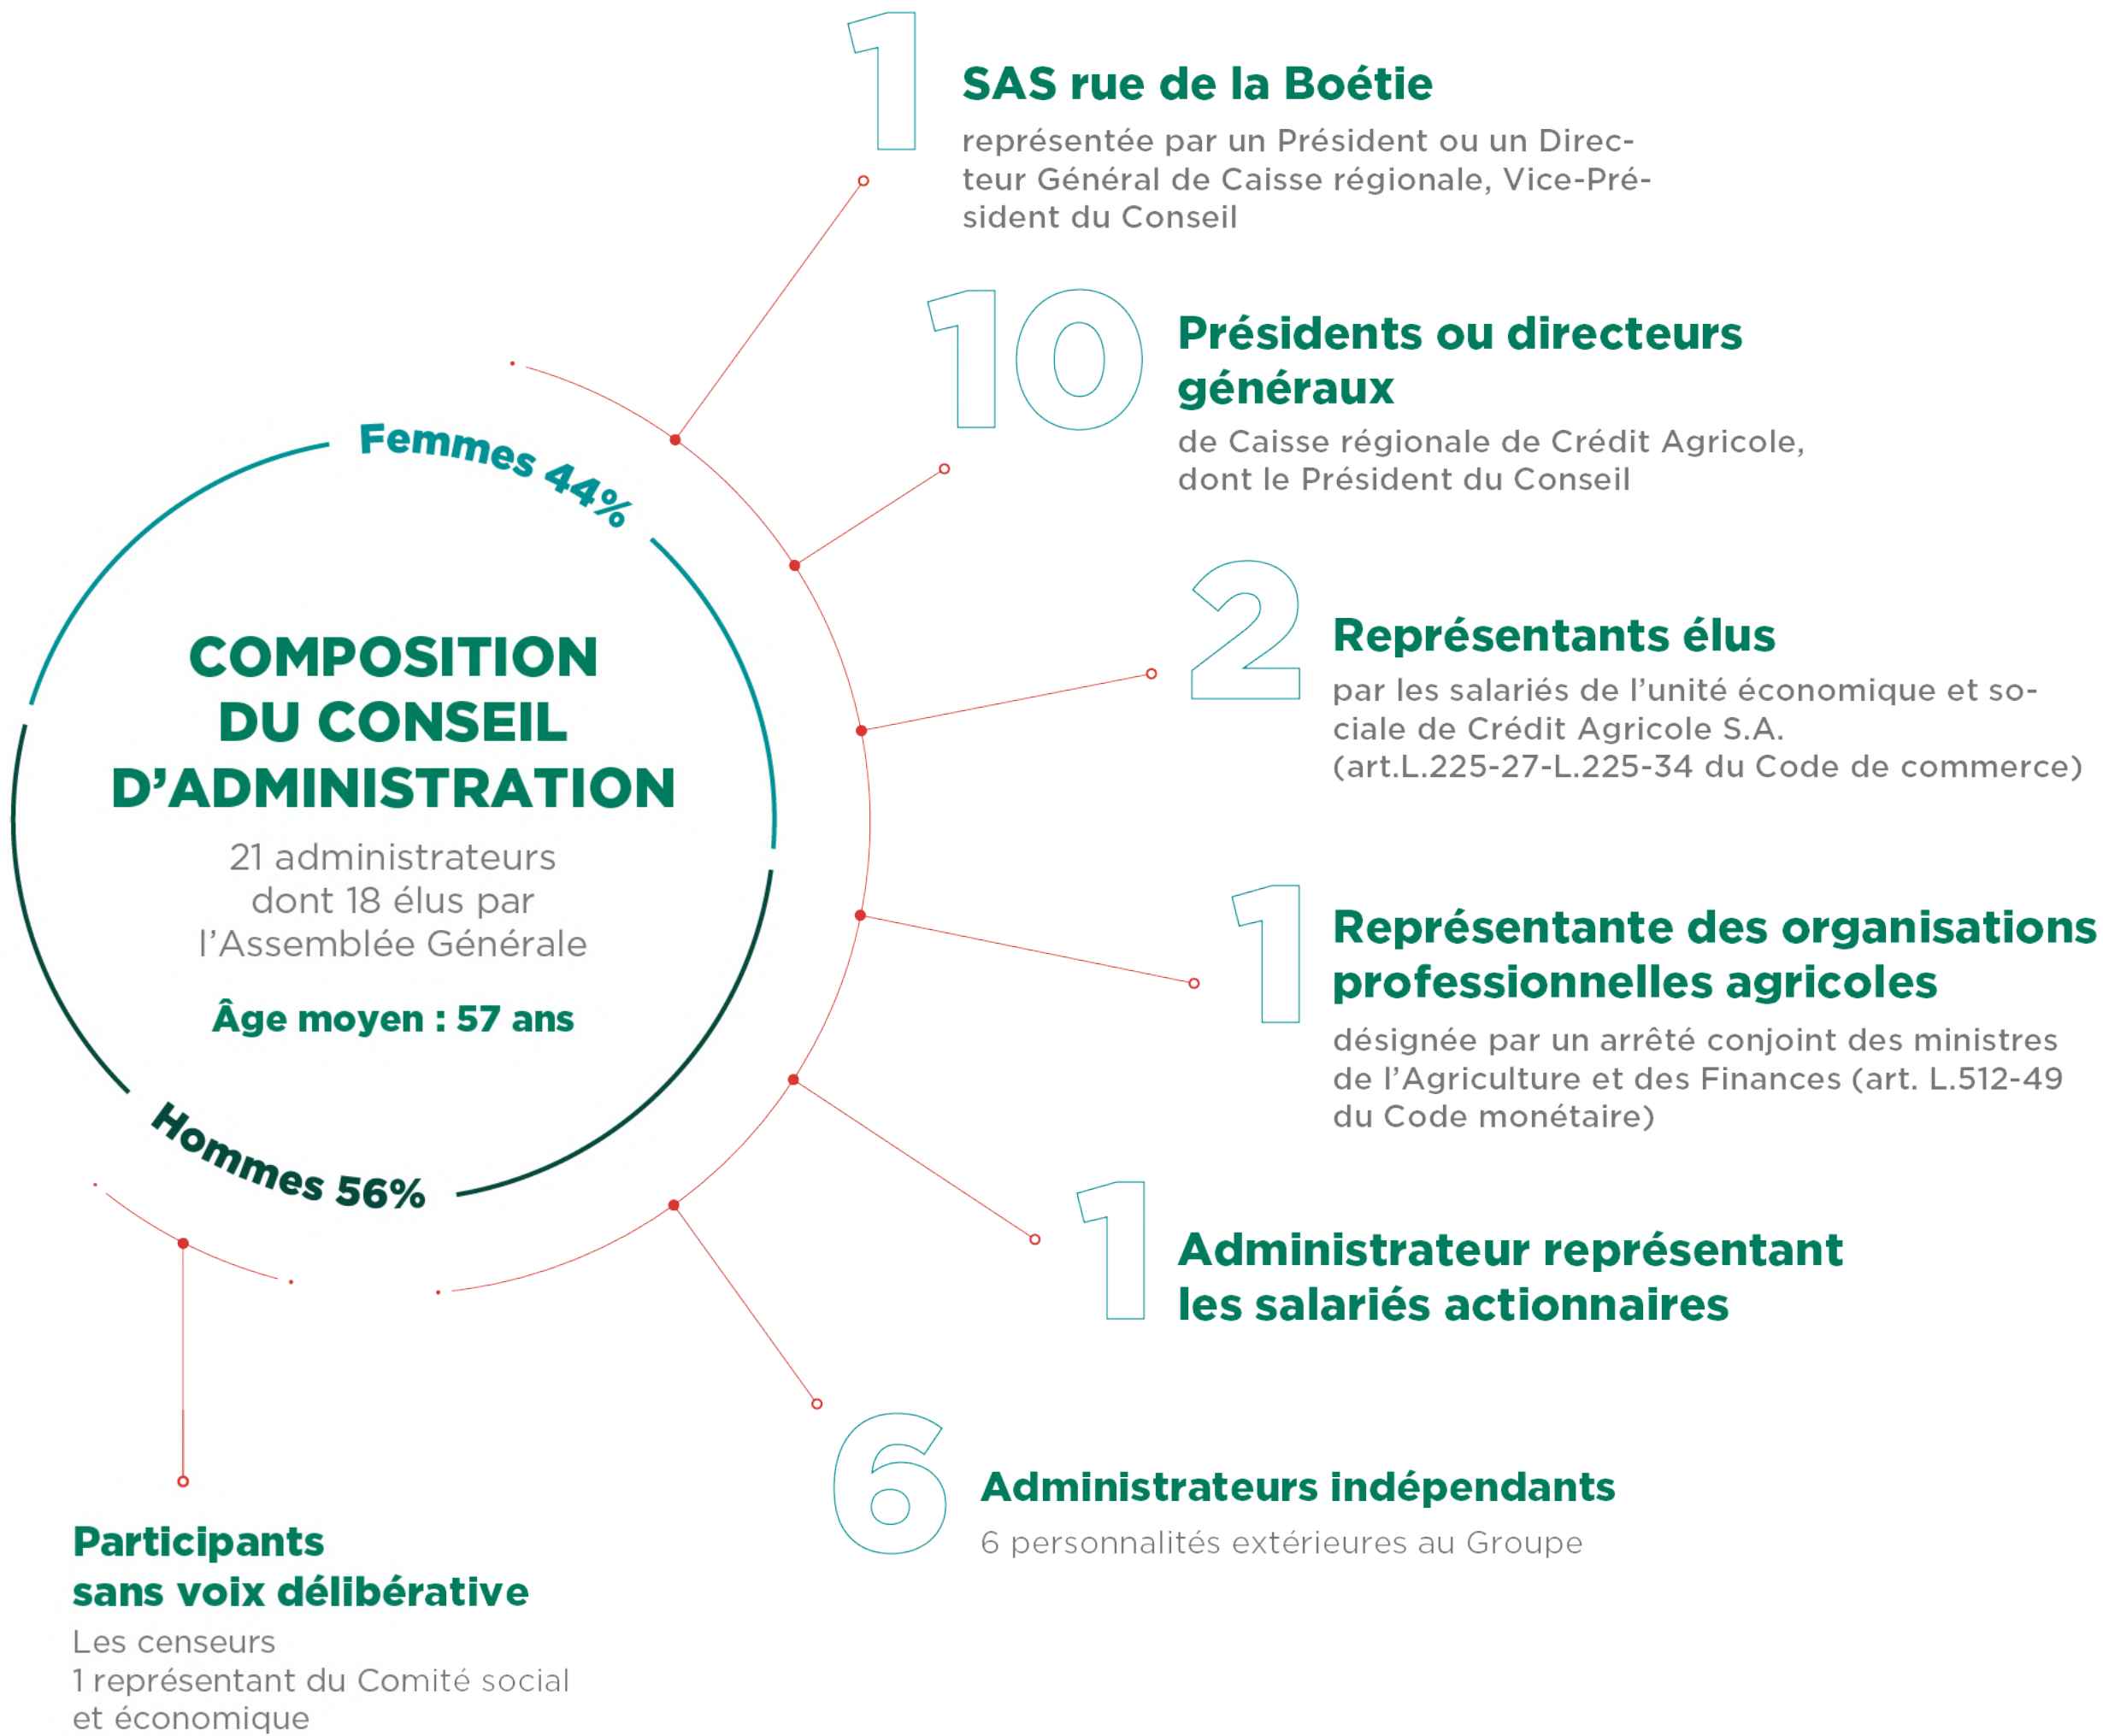 Femmes 44%
COMPOSITION
DU CONSEIL
D’ADMINISTRATION
21 administrateurs
dont 18 élus par
l’Assemblée Générale
Âge moyen : 57 ans
Hommes 56%
1
SAS rue de la Boétie
représentée par un Président ou un Direc-
teur Général de Caisse régionale, Vice-Pré-
sident du Conseil
10
Présidents ou directeurs
généraux
de Caisse régionale de Crédit Agricole,
dont le Président du Conseil
2
Représentants élus
par les salariés de l’unité économique et so-
ciale de Crédit Agricole S.A.
(art.L.225-27-L.225-34 du Code de commerce)
1
Représentante des organisations
professionnelles agricoles
désignée par un arrêté conjoint des ministres
de l’Agriculture et des Finances (art. L.512-49
du Code monétaire)
1
Administrateur représentant
les salariés actionnaires
6
Administrateurs indépendants
6 personnalités extérieures au Groupe
Participants
sans voix délibérative
Les censeurs
1 représentant du Comité social
et économique